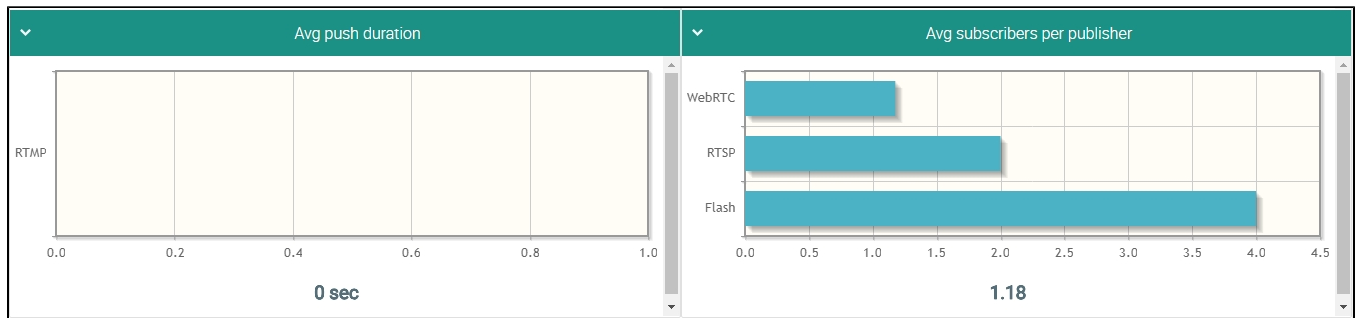 Avg push duration
RTMP
0.0 0.2 0.4 0.6 0.8 1.0
0 sec
Avg subscribers per publisher
WebRTC
RTSP
Flash
0.0 0.5 1.0 1.5 2.0 2.5 3.0 3.5 4.0 4.5
1.18